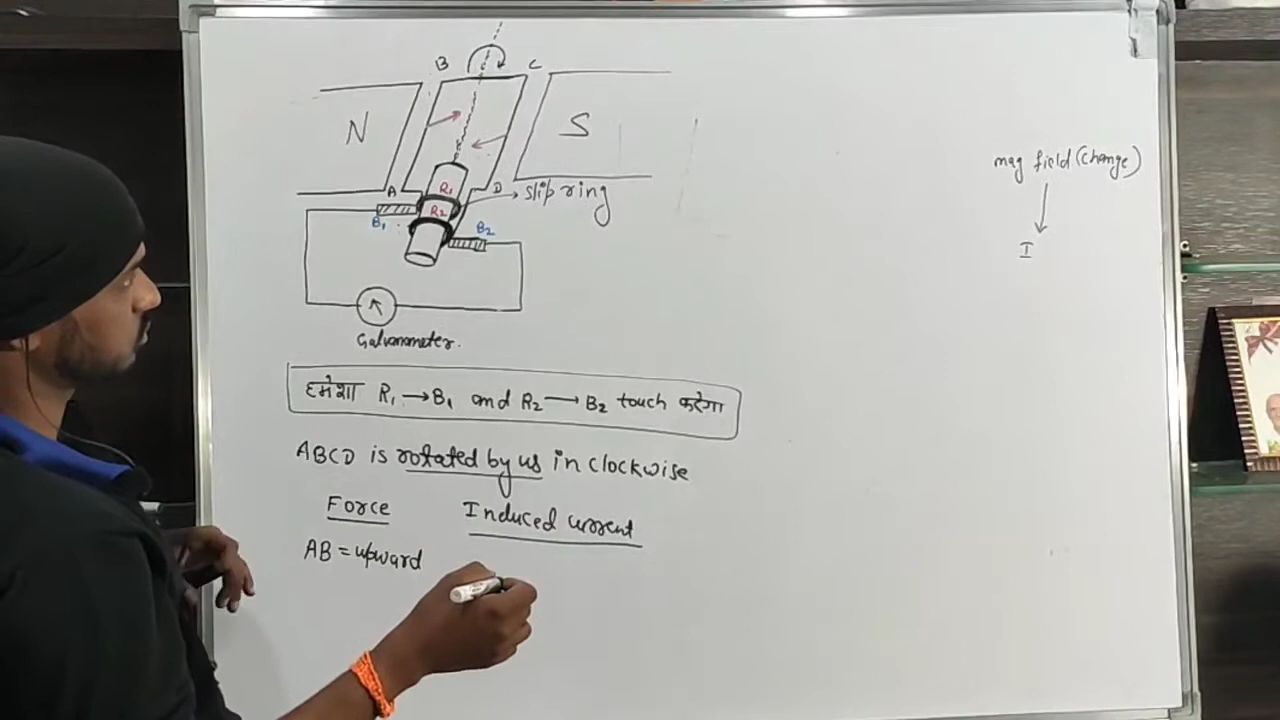 B C
N S
mag field (change)
I
A R₁ D slip ring
B₁ R₂ B₂
Galvanometer.
हमेशा R₁ → B₁ and R₂ → B₂ touch करेगा
ABCD is rotated by us in clockwise
Force Induced current
AB = upward